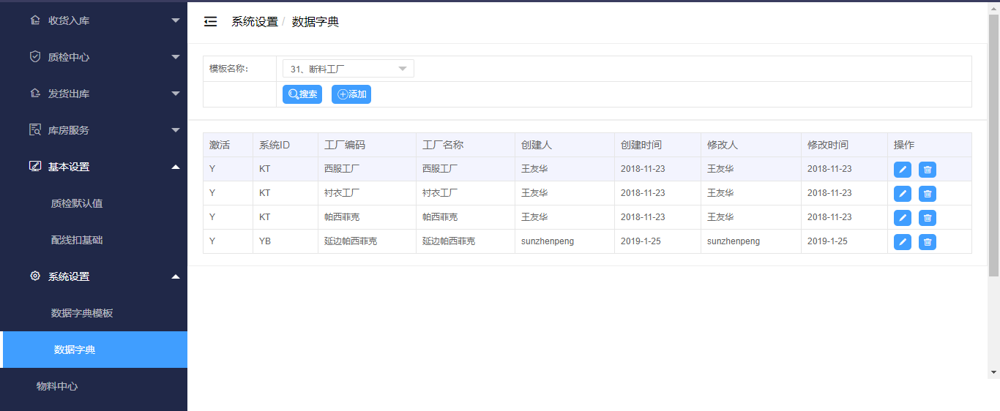 收货入库
质检中心
发货出库
库房服务
基本设置
质检默认值
配线扣基础
系统设置
数据字典模板
数据字典
物料中心
系统设置 / 数据字典
模板名称: 31、断料工厂
搜索 添加
激活 系统ID 工厂编码 工厂名称 创建人 创建时间 修改人 修改时间 操作
Y KT 西服工厂 西服工厂 王友华 2018-11-23 王友华 2018-11-23
Y KT 衬衣工厂 衬衣工厂 王友华 2018-11-23 王友华 2018-11-23
Y KT 帕西菲克 帕西菲克 王友华 2018-11-23 王友华 2018-11-23
Y YB 延边帕西菲克 延边帕西菲克 sunzhenpeng 2019-1-25 sunzhenpeng 2019-1-25